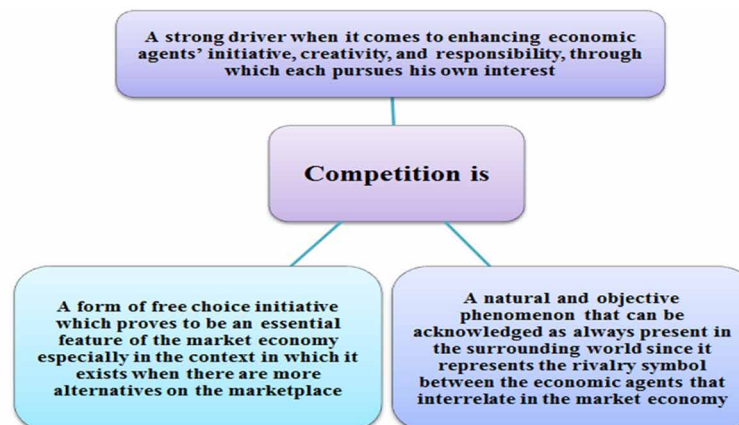 A strong driver when it comes to enhancing economic
agents' initiative, creativity, and responsibility, through
which each pursues his own interest
Competition is
A form of free choice initiative
which proves to be an essential
feature of the market economy
especially in the context in which it
exists when there are more
alternatives on the marketplace
A natural and objective
phenomenon that can be
acknowledged as always present in
the surrounding world since it
represents the rivalry symbol
between the economic agents that
interrelate in the market economy